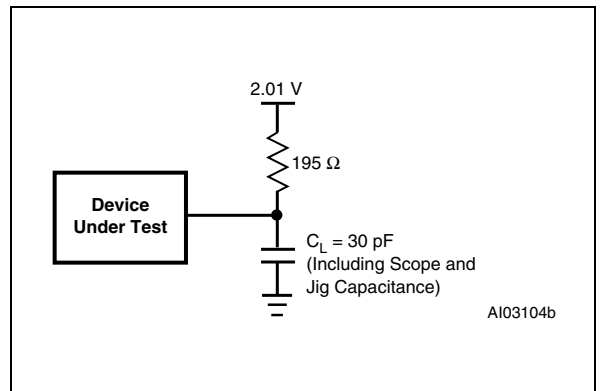 2.01 V
195 Ω
Device
Under Test
C_L = 30 pF
(Including Scope and
Jig Capacitance)
AI03104b